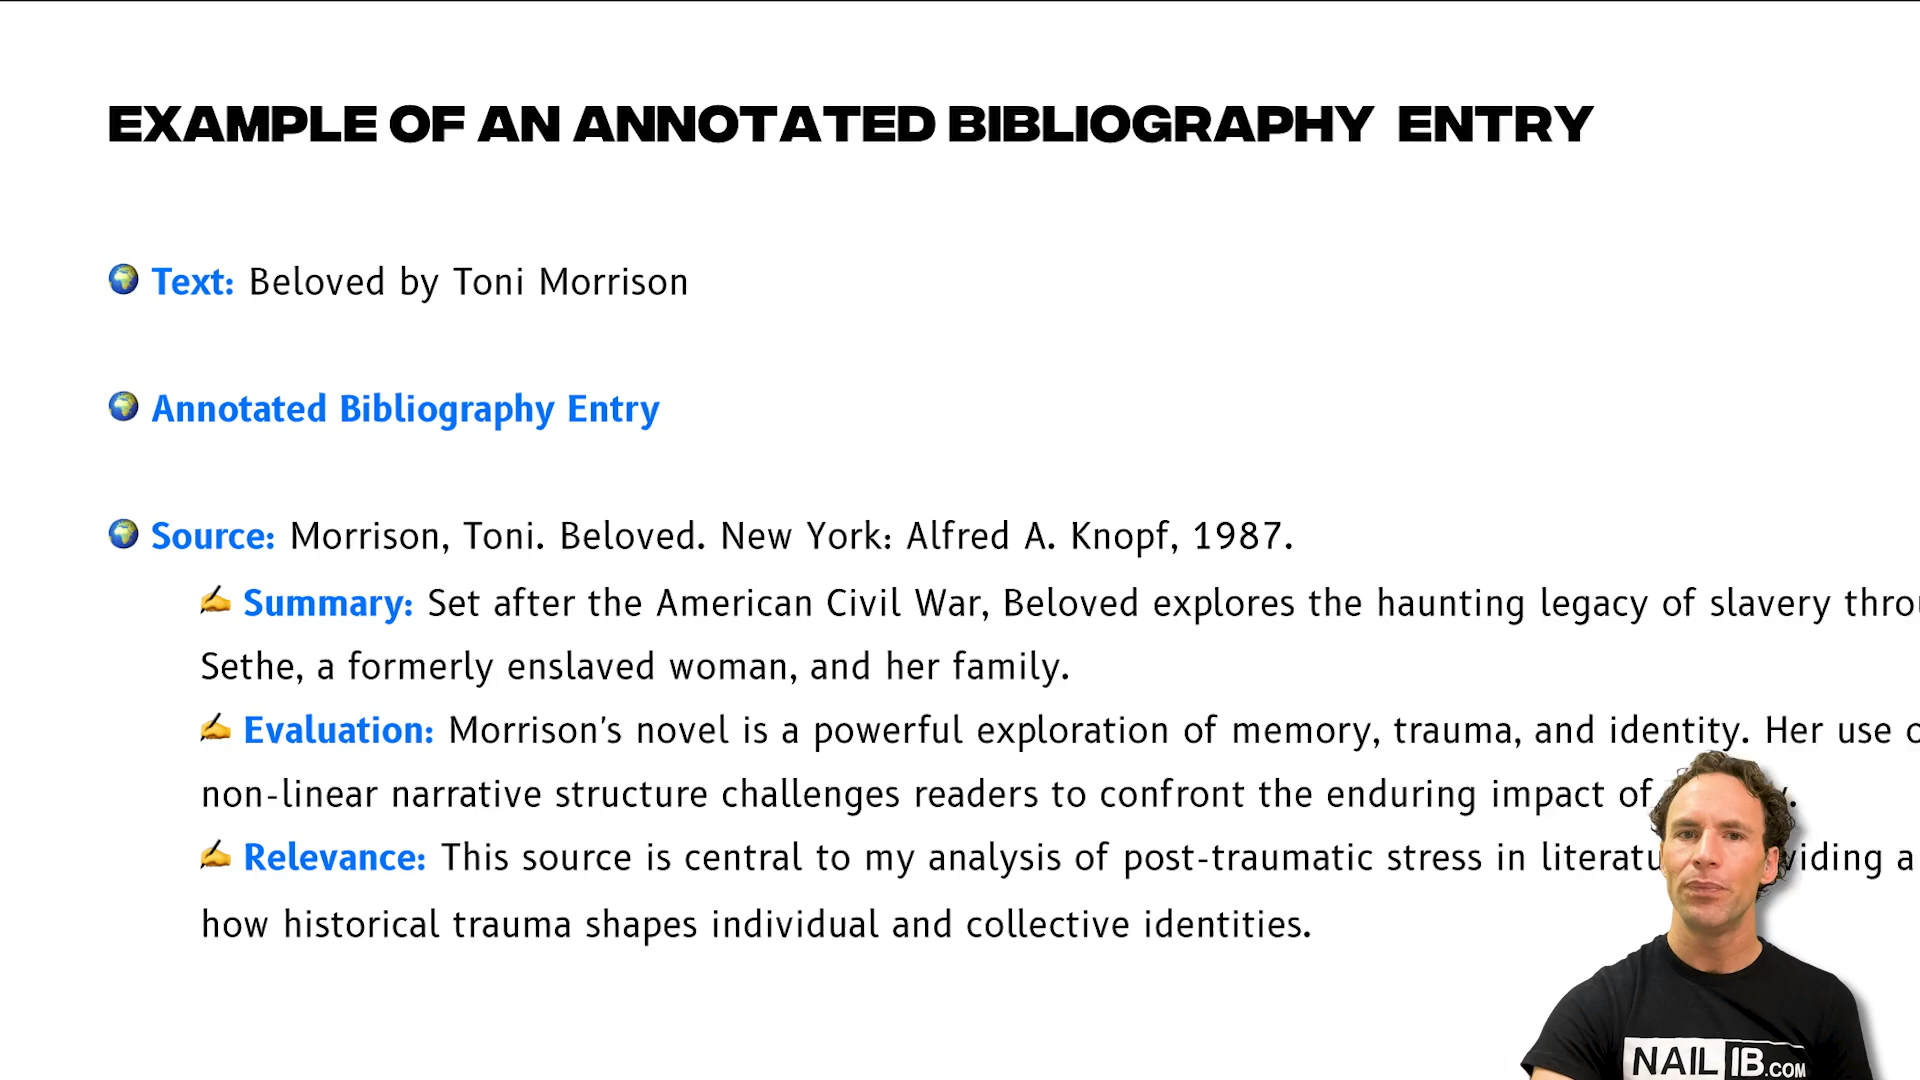 EXAMPLE OF AN ANNOTATED BIBLIOGRAPHY ENTRY
Text: Beloved by Toni Morrison
Annotated Bibliography Entry
Source: Morrison, Toni. Beloved. New York: Alfred A. Knopf, 1987.
Summary: Set after the American Civil War, Beloved explores the haunting legacy of slavery
Sethe, a formerly enslaved woman, and her family.
Evaluation: Morrison's novel is a powerful exploration of memory, trauma, and identity. Her use
non-linear narrative structure challenges readers to confront the enduring impact of
Relevance: This source is central to my analysis of post-traumatic stress in a
how historical trauma shapes individual and collective identities.
NAIL IB.COM